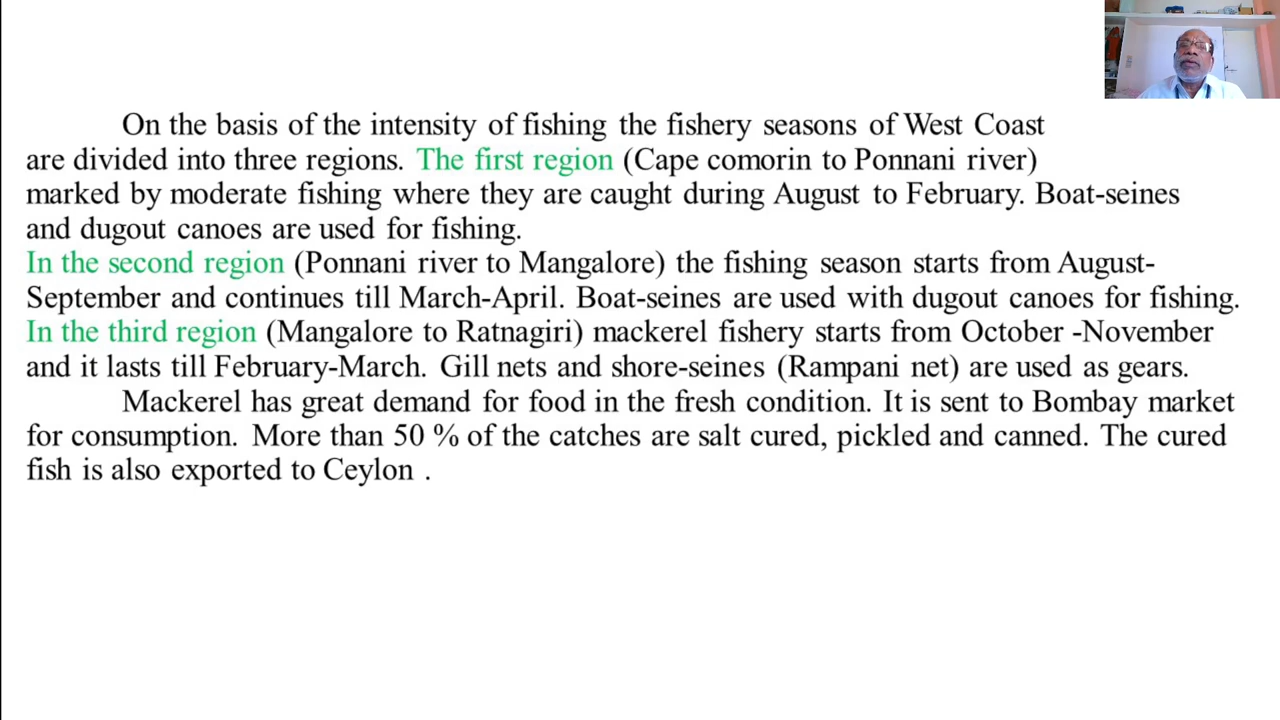 On the basis of the intensity of fishing the fishery seasons of West Coast
are divided into three regions. The first region (Cape comorin to Ponnani river)
marked by moderate fishing where they are caught during August to February. Boat-seines
and dugout canoes are used for fishing.
In the second region (Ponnani river to Mangalore) the fishing season starts from August-
September and continues till March-April. Boat-seines are used with dugout canoes for fishing.
In the third region (Mangalore to Ratnagiri) mackerel fishery starts from October -November
and it lasts till February-March. Gill nets and shore-seines (Rampani net) are used as gears.
Mackerel has great demand for food in the fresh condition. It is sent to Bombay market
for consumption. More than 50 % of the catches are salt cured, pickled and canned. The cured
fish is also exported to Ceylon .